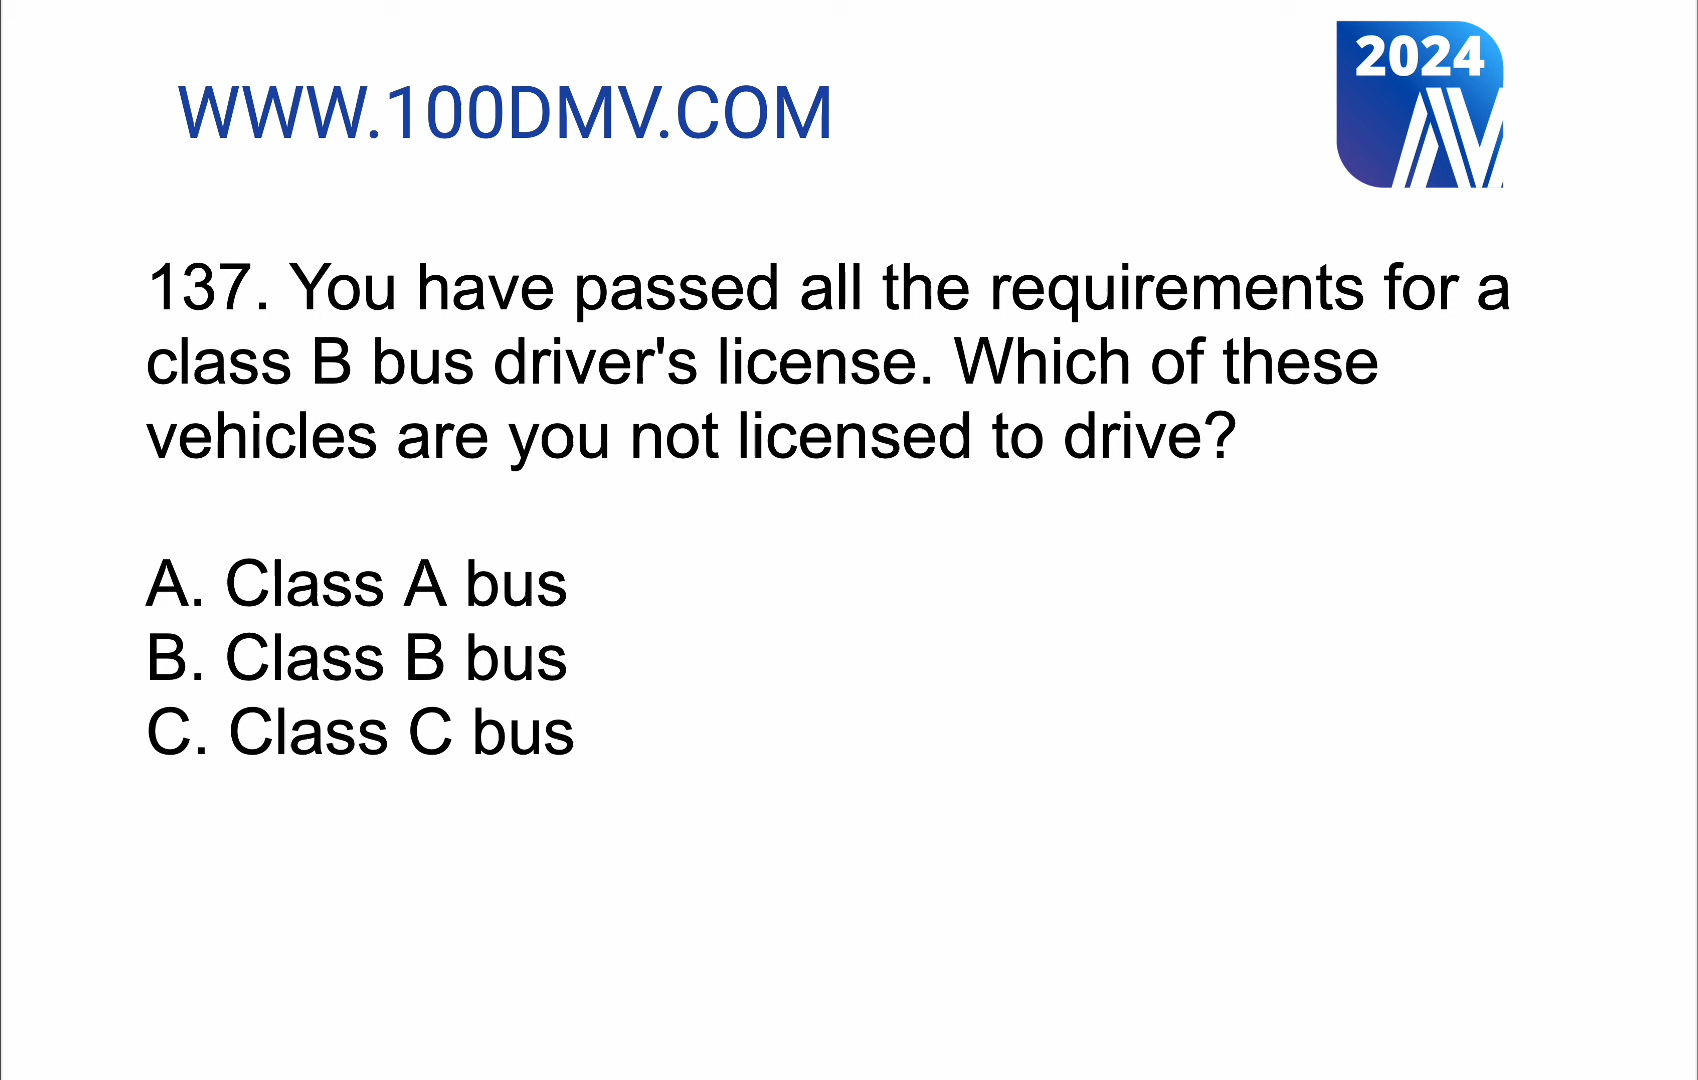 WWW.100DMV.COM
2024
137. You have passed all the requirements for a
class B bus driver's license. Which of these
vehicles are you not licensed to drive?
A. Class A bus
B. Class B bus
C. Class C bus